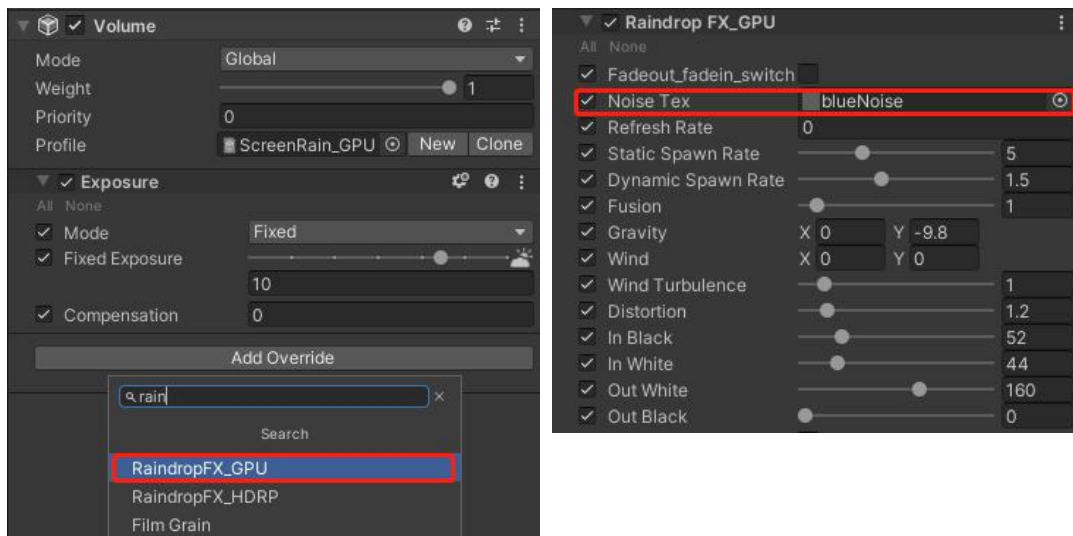 Volume
Mode Global
Weight 1
Priority 0
Profile ScreenRain_GPU New Clone
Exposure
All None
Mode Fixed
Fixed Exposure
10
Compensation 0
Add Override
rain
Search
RaindropFX_GPU
RaindropFX_HDRP
Film Grain
Raindrop FX_GPU
All None
Fadeout_fadein_switch
Noise Tex blueNoise
Refresh Rate 0
Static Spawn Rate 5
Dynamic Spawn Rate 1.5
Fusion 1
Gravity X 0 Y -9.8
Wind X 0 Y 0
Wind Turbulence 1
Distortion 1.2
In Black 52
In White 44
Out White 160
Out Black 0